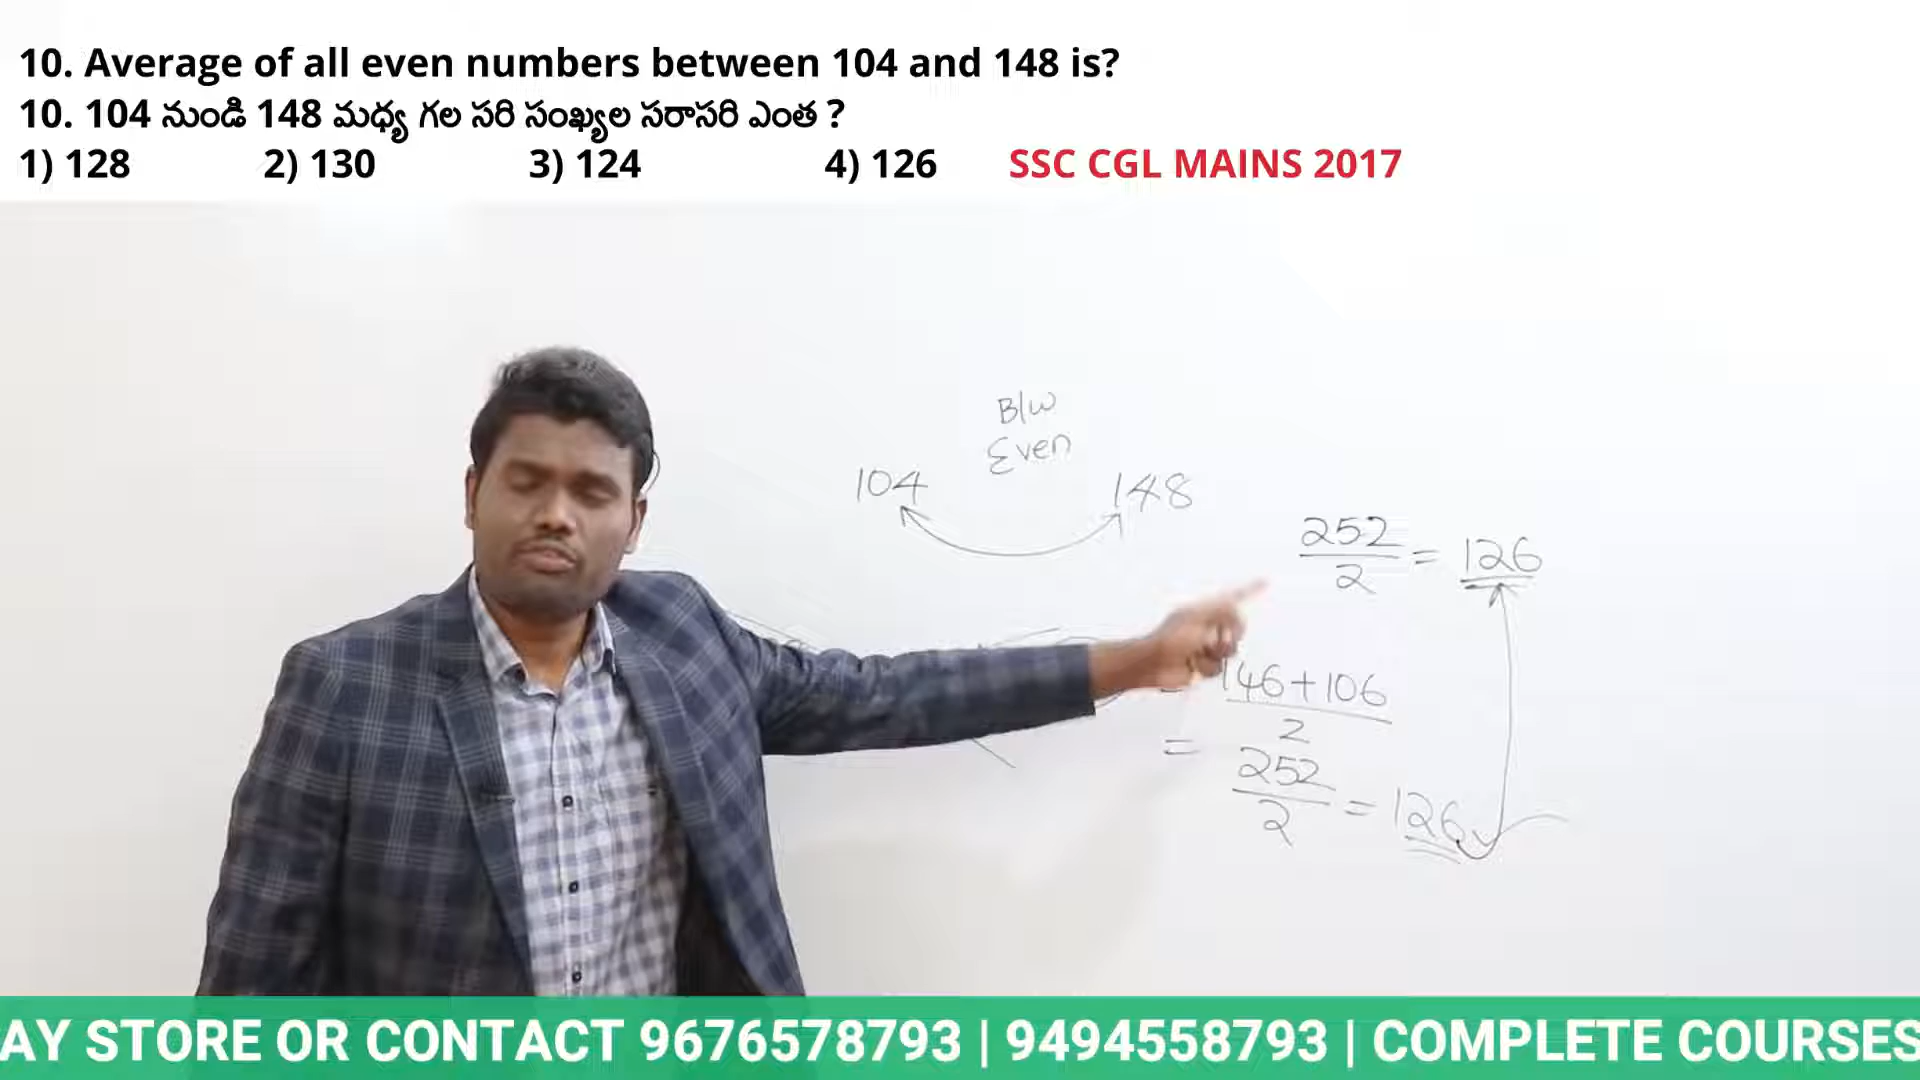 10. Average of all even numbers between 104 and 148 is?
10. 104 నుండి 148 మధ్య గల సరి సంఖ్యల సరాసరి ఎంత ?
1) 128 2) 130 3) 124 4) 126 SSC CGL MAINS 2017
B/w
Even
104 148
252/2 = 126
= 146+106/2
= 252/2 = 126
AY STORE OR CONTACT 9676578793 | 9494558793 | COMPLETE COURSES